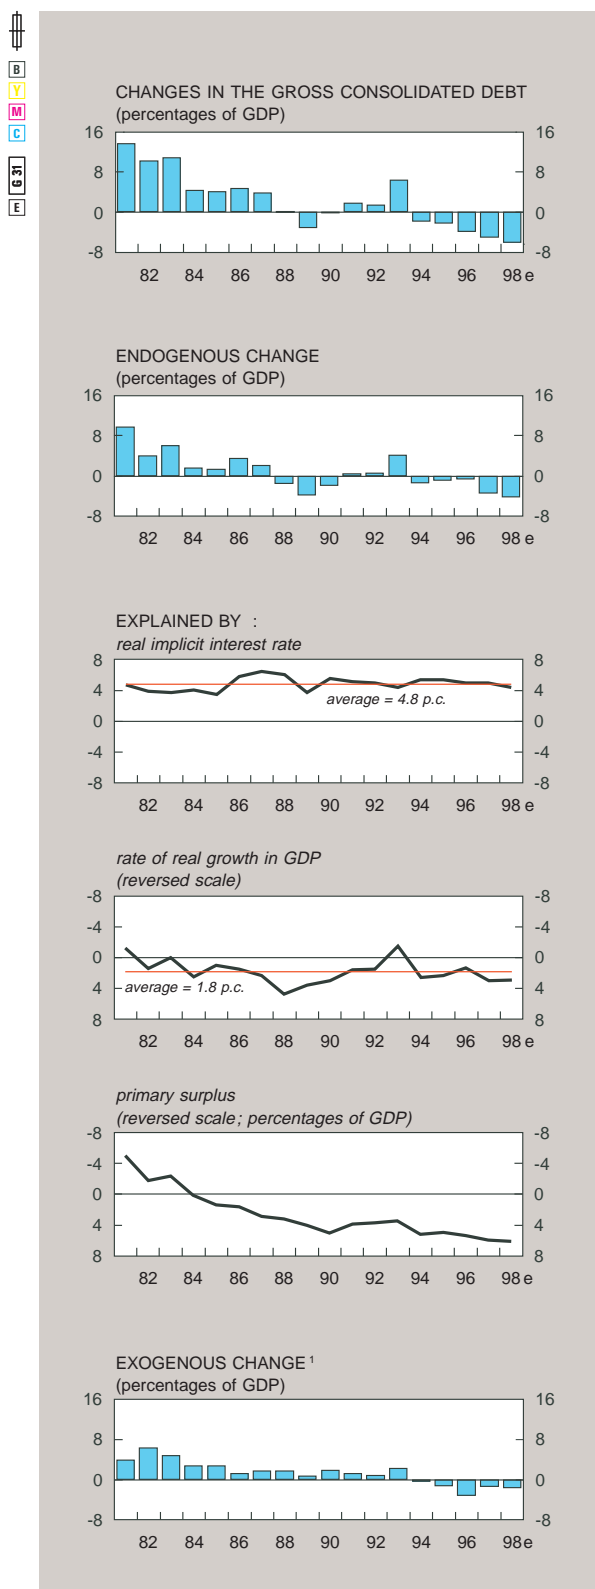 B
Y
M
C
G 31
E
CHANGES IN THE GROSS CONSOLIDATED DEBT
(percentages of GDP)
16 16
8 8
0 0
-8 -8
82 84 86 88 90 92 94 96 98 e
ENDOGENOUS CHANGE
(percentages of GDP)
16 16
8 8
0 0
-8 -8
82 84 86 88 90 92 94 96 98 e
EXPLAINED BY :
real implicit interest rate
8 8
4 4
average = 4.8 p.c.
0 0
-4 -4
-8 -8
82 84 86 88 90 92 94 96 98 e
rate of real growth in GDP
(reversed scale)
-8 -8
-4 -4
0 0
4 average = 1.8 p.c. 4
8 8
82 84 86 88 90 92 94 96 98 e
primary surplus
(reversed scale; percentages of GDP)
-8 -8
-4 -4
0 0
4 4
8 8
82 84 86 88 90 92 94 96 98 e
EXOGENOUS CHANGE ¹
(percentages of GDP)
16 16
8 8
0 0
-8 -8
82 84 86 88 90 92 94 96 98 e